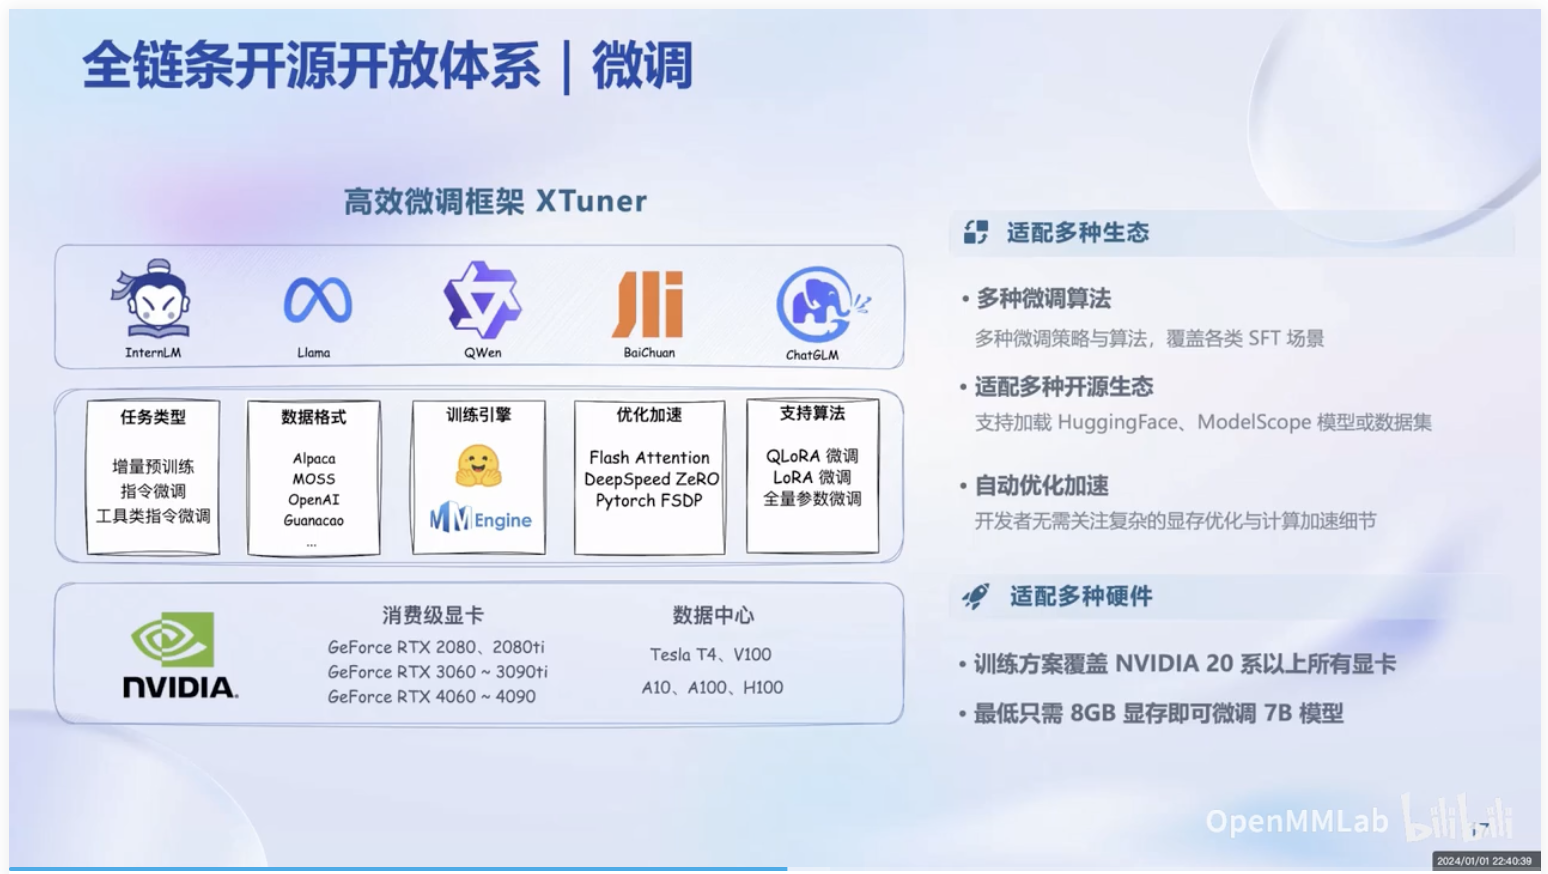 全链条开源开放体系｜微调
高效微调框架 XTuner
InternLM
Llama
QWen
BaiChuan
ChatGLM
任务类型
增量预训练
指令微调
工具类指令微调
数据格式
Alpaca
MOSS
OpenAI
Guanacao
...
训练引擎
MMEngine
优化加速
Flash Attention
DeepSpeed ZeRO
Pytorch FSDP
支持算法
QLoRA 微调
LoRA 微调
全量参数微调
NVIDIA.
消费级显卡
GeForce RTX 2080、2080ti
GeForce RTX 3060 ~ 3090ti
GeForce RTX 4060 ~ 4090
数据中心
Tesla T4、V100
A10、A100、H100
适配多种生态
• 多种微调算法
多种微调策略与算法，覆盖各类 SFT 场景
• 适配多种开源生态
支持加载 HuggingFace、ModelScope 模型或数据集
• 自动优化加速
开发者无需关注复杂的显存优化与计算加速细节
适配多种硬件
• 训练方案覆盖 NVIDIA 20 系以上所有显卡
• 最低只需 8GB 显存即可微调 7B 模型
OpenMMLab bilibili
17
2024/01/01 22:40:39